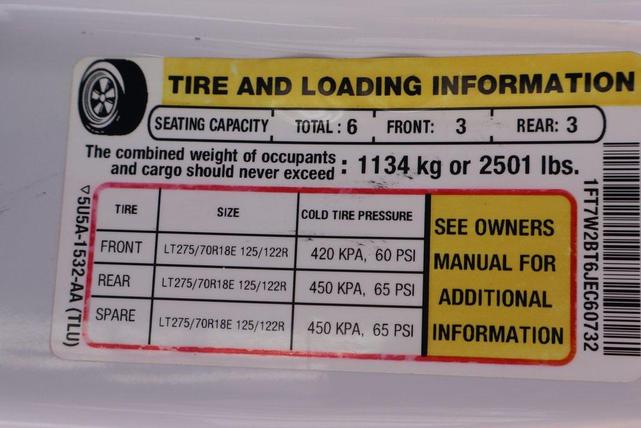 TIRE AND LOADING INFORMATION
SEATING CAPACITY TOTAL : 6 FRONT: 3 REAR: 3
The combined weight of occupants
and cargo should never exceed : 1134 kg or 2501 lbs.
TIRE SIZE COLD TIRE PRESSURE
FRONT LT275/70R18E 125/122R 420 KPA, 60 PSI
REAR LT275/70R18E 125/122R 450 KPA, 65 PSI
SPARE LT275/70R18E 125/122R 450 KPA, 65 PSI
SEE OWNERS
MANUAL FOR
ADDITIONAL
INFORMATION
▽5U5A-1532-AA (TLU)
1FT7W2BT6JEC60732